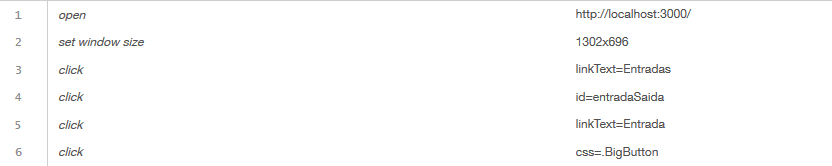 1 open http://localhost:3000/
2 set window size 1302x696
3 click linkText=Entradas
4 click id=entradaSaida
5 click linkText=Entrada
6 click css=.BigButton